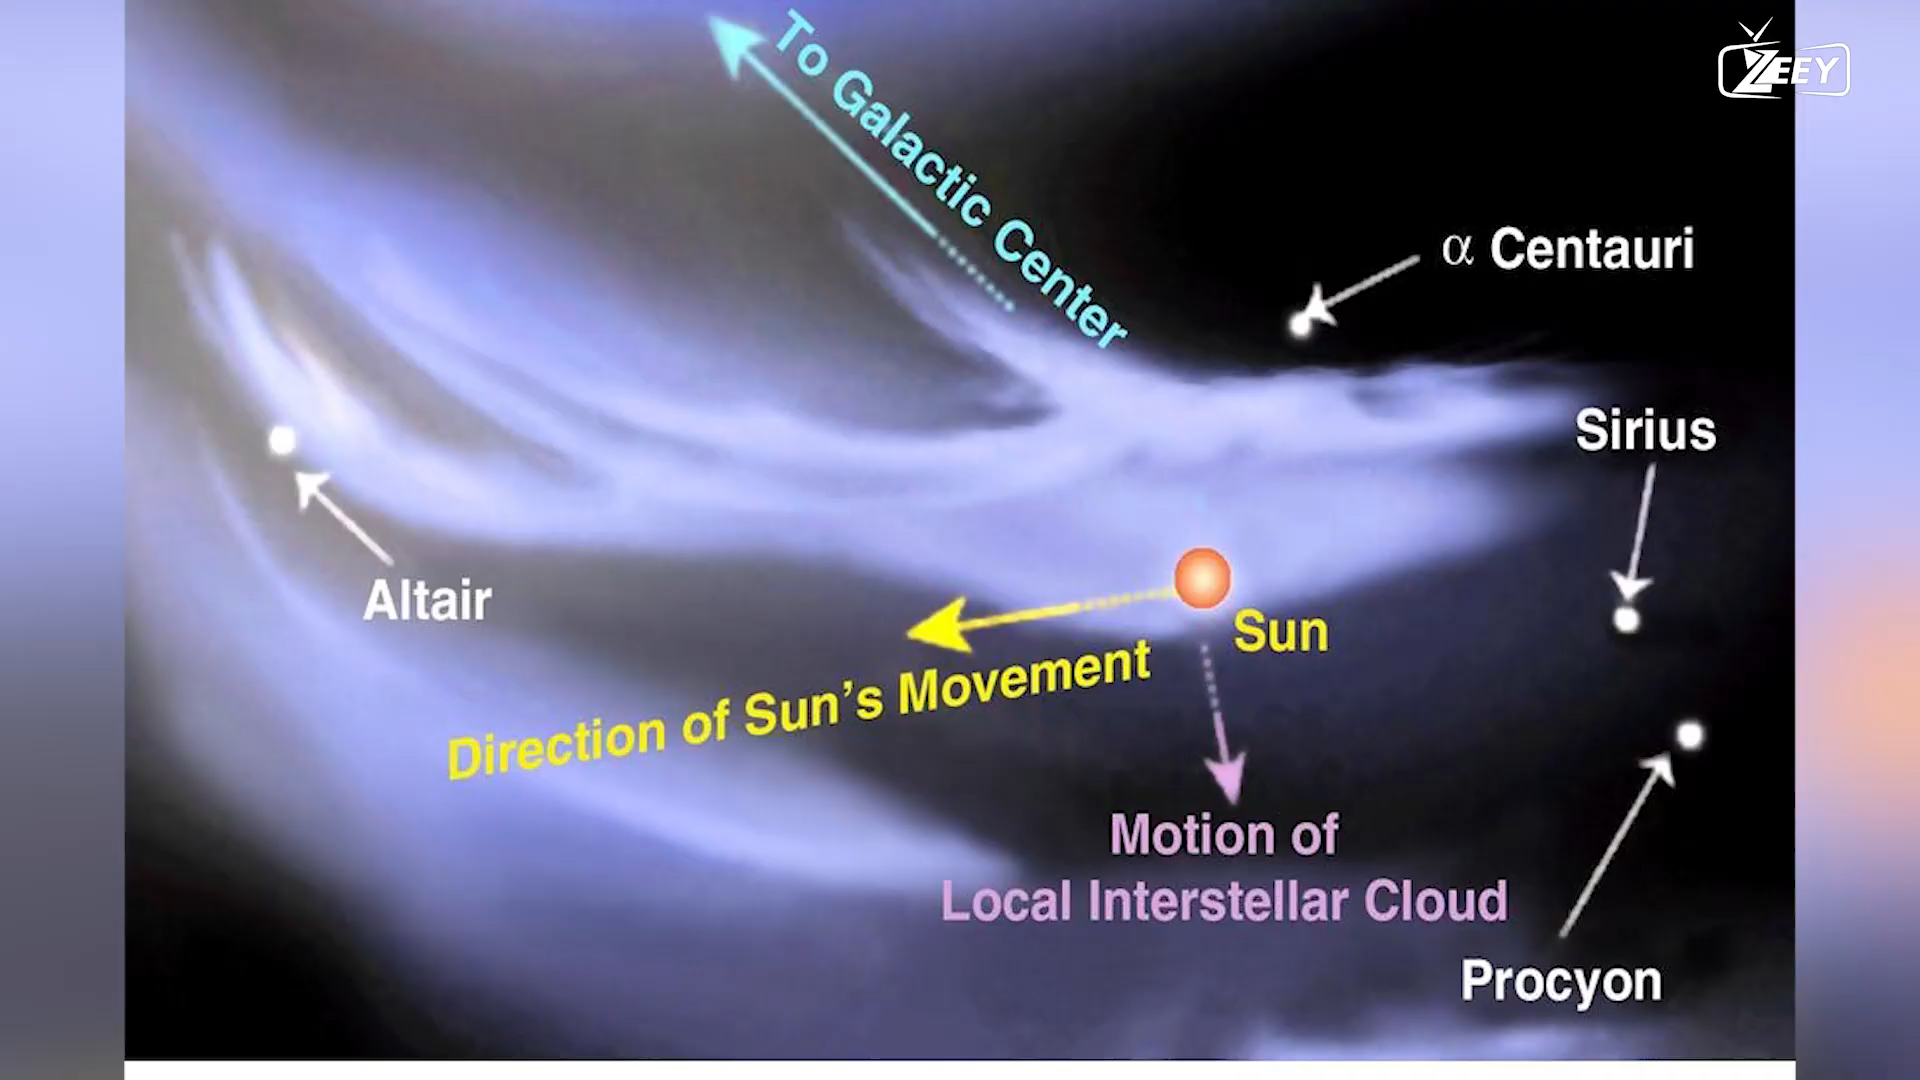 ZEEY
To Galactic Center
α Centauri
Sirius
Altair
Sun
Direction of Sun’s Movement
Motion of
Local Interstellar Cloud
Procyon